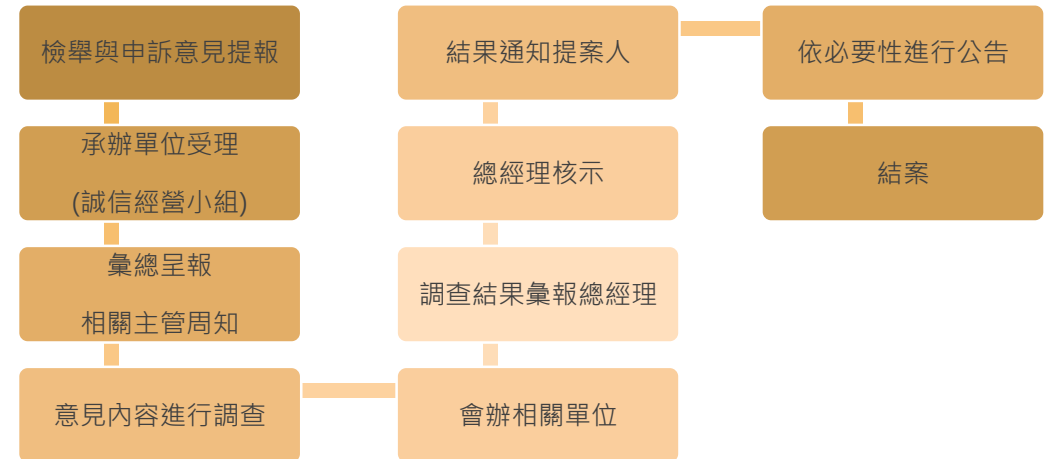 檢舉與申訴意見提報
承辦單位受理
(誠信經營小組)
彙總呈報
相關主管周知
意見內容進行調查
會辦相關單位
調查結果彙報總經理
總經理核示
結果通知提案人
依必要性進行公告
結案